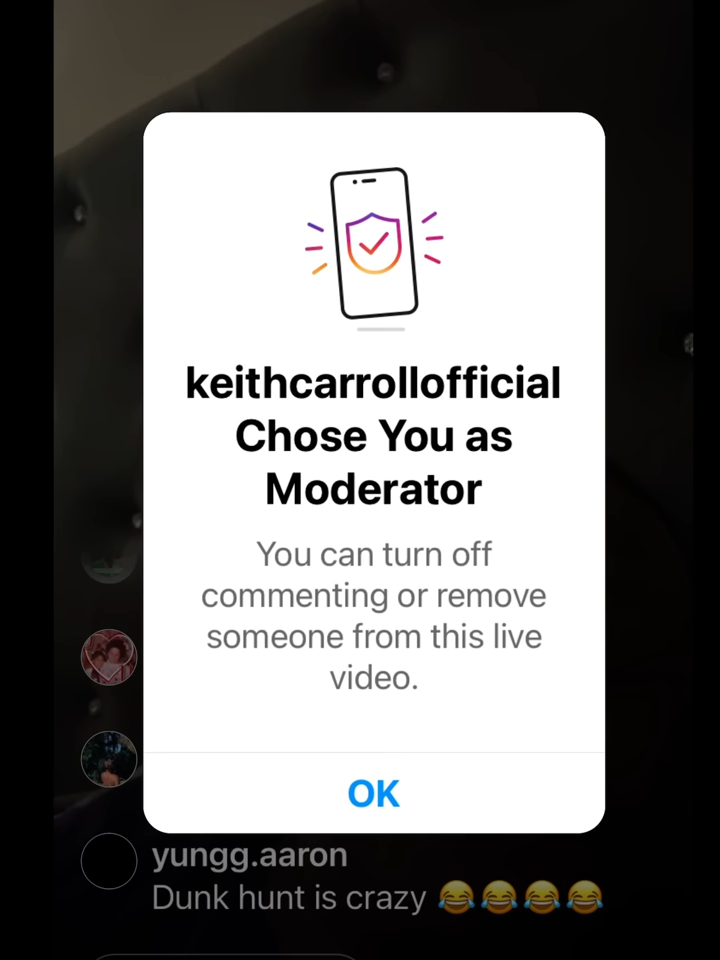 keithcarrollofficial
Chose You as
Moderator
You can turn off
commenting or remove
someone from this live
video.
OK
yungg.aaron
Dunk hunt is crazy 😂😂😂😂